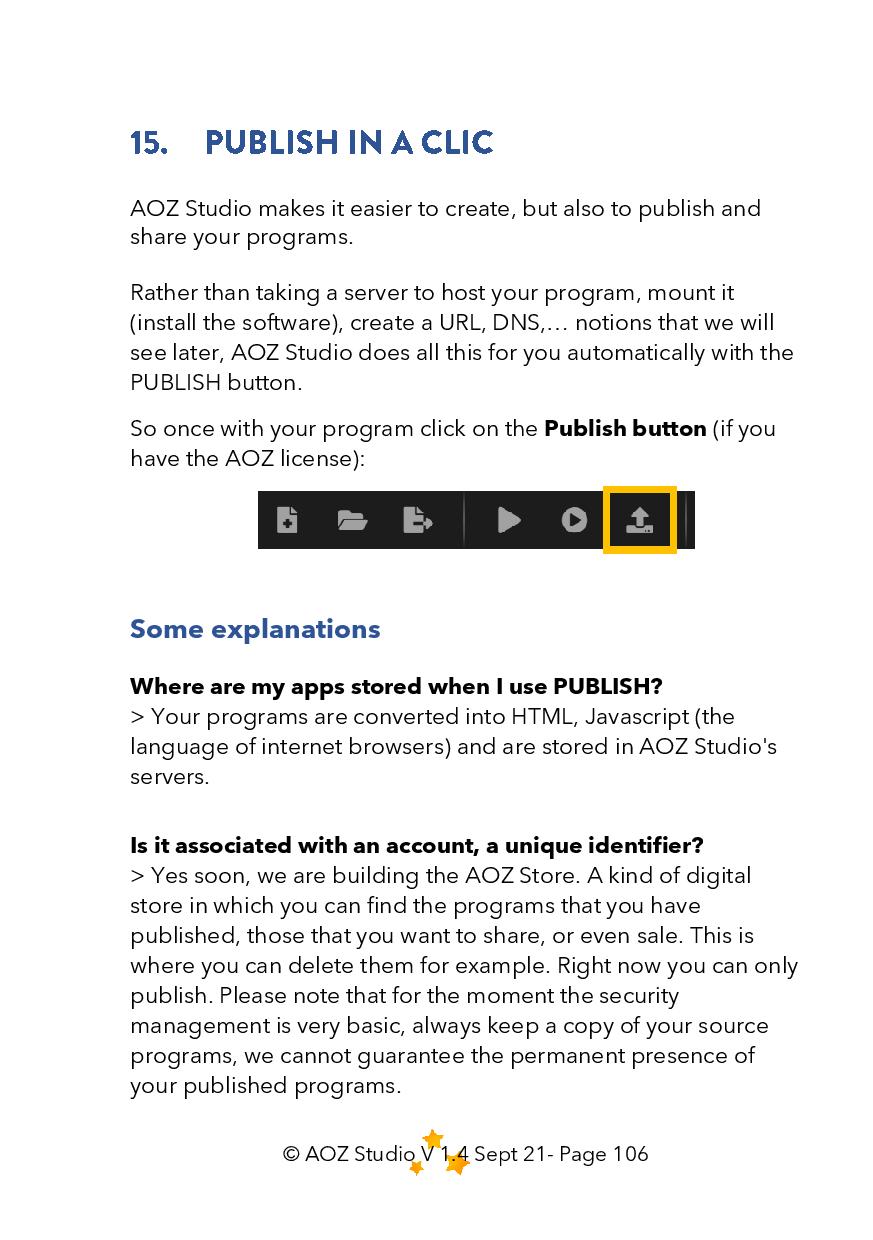 15. PUBLISH IN A CLIC
AOZ Studio makes it easier to create, but also to publish and
share your programs.
Rather than taking a server to host your program, mount it
(install the software), create a URL, DNS,… notions that we will
see later, AOZ Studio does all this for you automatically with the
PUBLISH button.
So once with your program click on the Publish button (if you
have the AOZ license):
Some explanations
Where are my apps stored when I use PUBLISH?
> Your programs are converted into HTML, Javascript (the
language of internet browsers) and are stored in AOZ Studio's
servers.
Is it associated with an account, a unique identifier?
> Yes soon, we are building the AOZ Store. A kind of digital
store in which you can find the programs that you have
published, those that you want to share, or even sale. This is
where you can delete them for example. Right now you can only
publish. Please note that for the moment the security
management is very basic, always keep a copy of your source
programs, we cannot guarantee the permanent presence of
your published programs.
© AOZ Studio V 1.4 Sept 21- Page 106